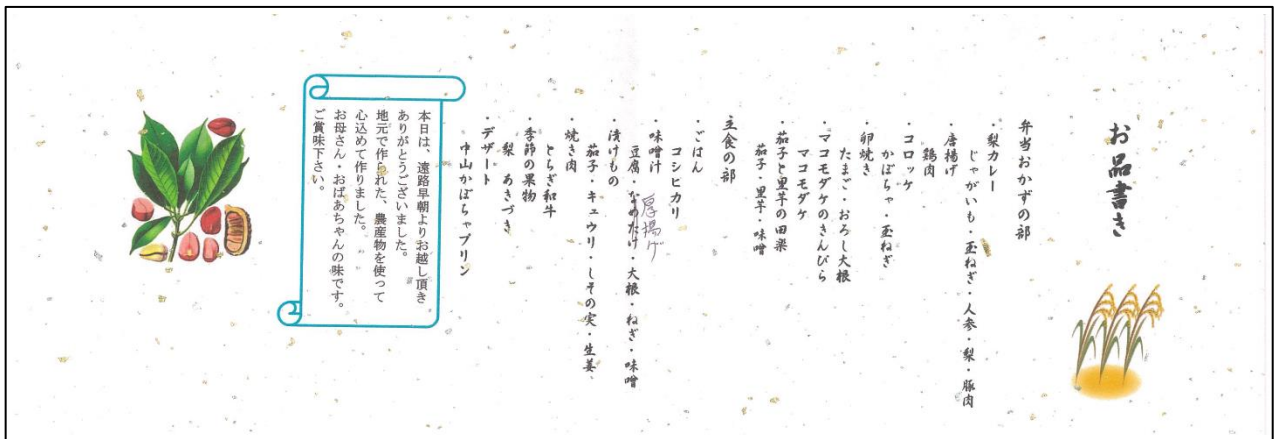 お品書き
弁当おかずの部
・梨カレー
じゃがいも・玉ねぎ・人参・梨・豚肉
・唐揚げ
鶏肉
・コロッケ
かぼちゃ・玉ねぎ
・卵焼き
たまご・おろし大根
・マコモダケのきんぴら
マコモダケ
・茄子と里芋の田楽
茄子・里芋・味噌
主食の部
・ごはん
コシヒカリ
・味噌汁
厚揚げ
豆腐・なめたけ・大根・ねぎ・味噌
・漬けもの
茄子・キュウリ・しその実・生姜、
・焼き肉
とちぎ和牛
・季節の果物
梨 あきづき
・デザート
中山かぼちゃプリン
本日は、遠路早朝よりお越し頂き
ありがとうございました。
地元で作られた、農産物を使って
心込めて作りました。
お母さん・おばあちゃんの味です。
ご賞味下さい。